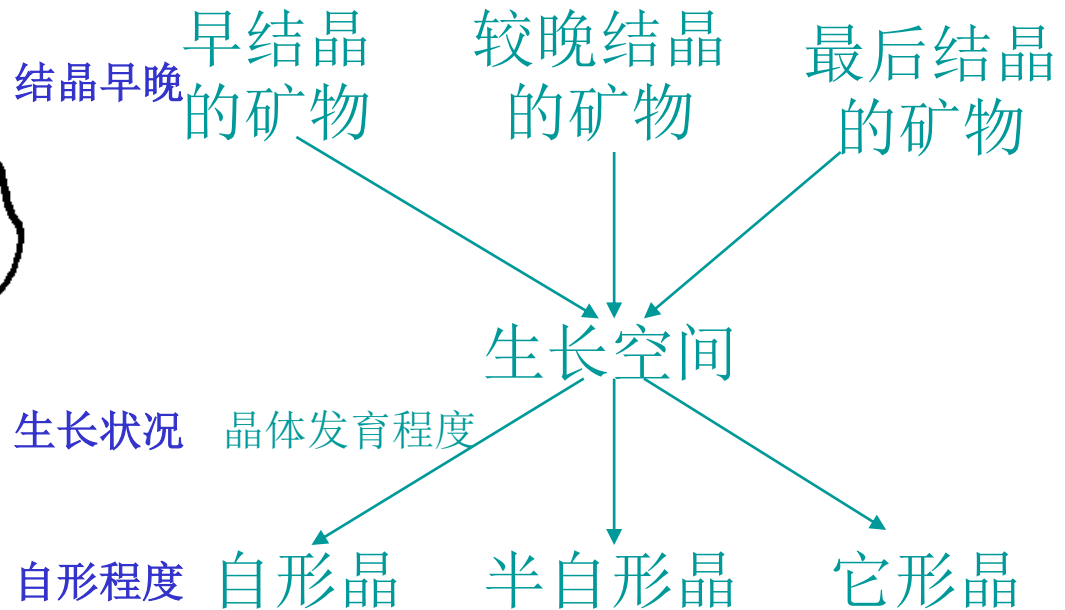 结晶早晚
早结晶
的矿物
较晚结晶
的矿物
最后结晶
的矿物
生长空间
生长状况
晶体发育程度
自形程度
自形晶
半自形晶
它形晶